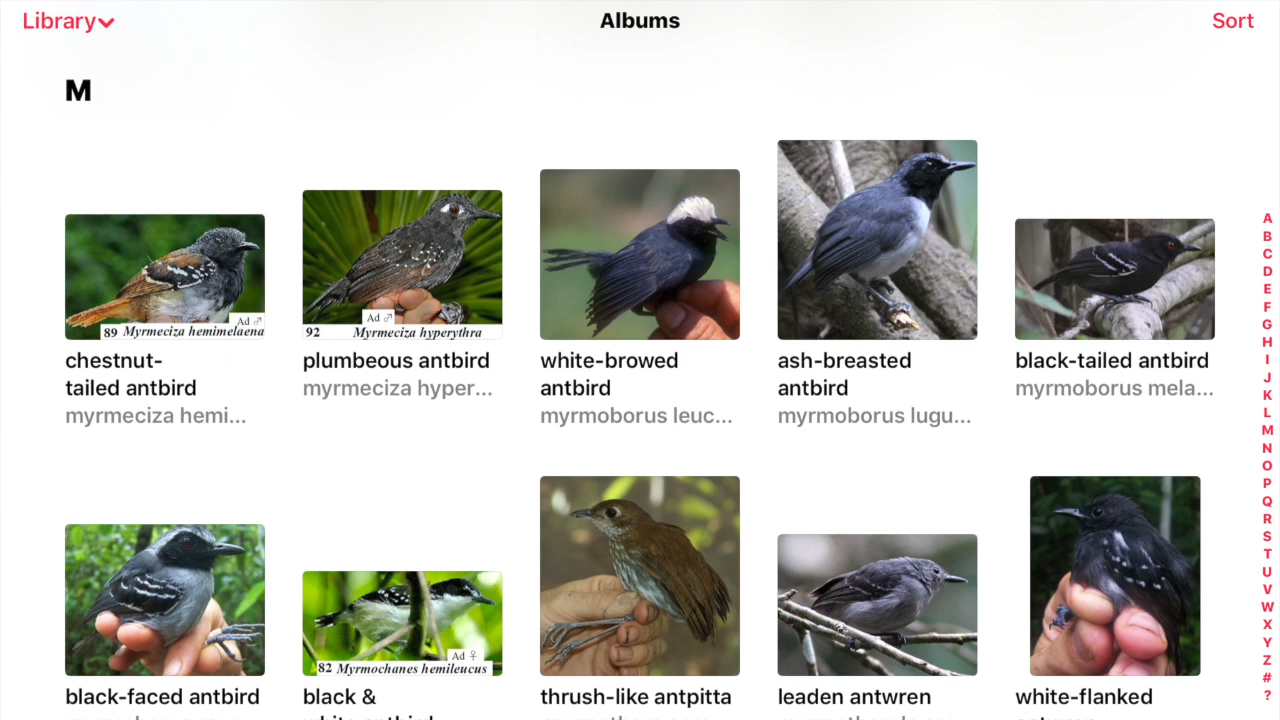 Library
Albums
Sort
M
89 Myrmeciza hemimelaena
Ad ♂
chestnut-
tailed antbird
myrmeciza hemi...
92 Myrmeciza hyperythra
Ad ♂
plumbeous antbird
myrmeciza hyper...
white-browed
antbird
myrmoborus leuc...
ash-breasted
antbird
myrmoborus lugu...
black-tailed antbird
myrmoborus mela...
black-faced antbird
82 Myrmochanes hemileucus
Ad ♀
black &
thrush-like antpitta
leaden antwren
white-flanked
A
B
C
D
E
F
G
H
I
J
K
L
M
N
O
P
Q
R
S
T
U
V
W
X
Y
Z
#
?